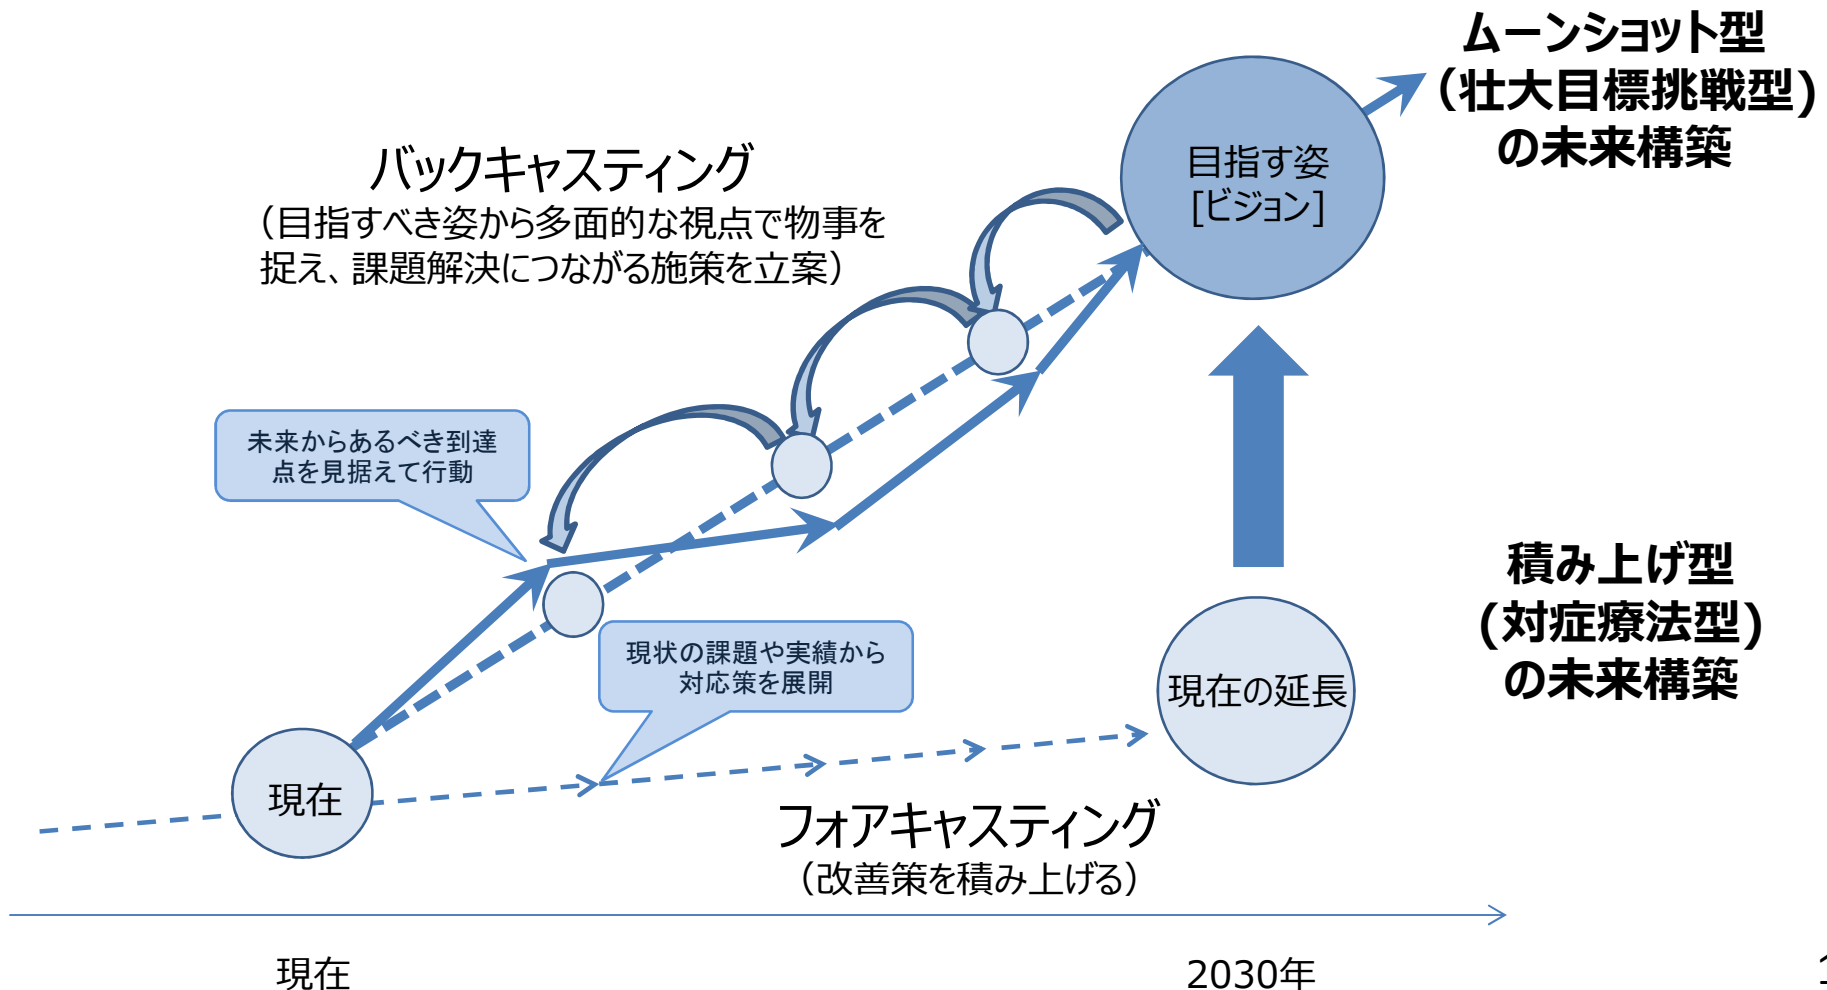 ムーンショット型
（壮大目標挑戦型)
の未来構築
バックキャスティング
（目指すべき姿から多面的な視点で物事を
捉え、課題解決につながる施策を立案）
目指す姿
[ビジョン]
未来からあるべき到達
点を見据えて行動
現状の課題や実績から
対応策を展開
積み上げ型
(対症療法型)
の未来構築
現在の延長
現在
フォアキャスティング
（改善策を積み上げる）
現在
2030年